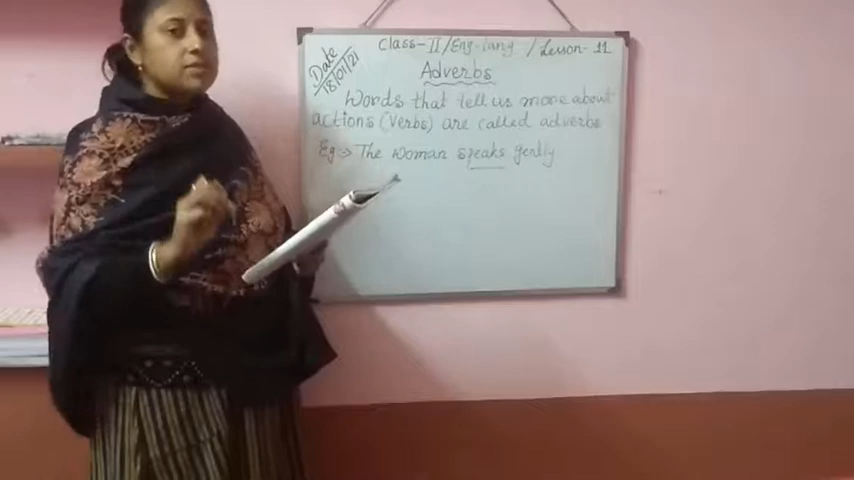 Date
18/01/21
Class-II/Eng-lang / Lesson-11
Adverbs
Words that tell us more about
actions (verbs) are called adverbs
Eg → The woman speaks gently